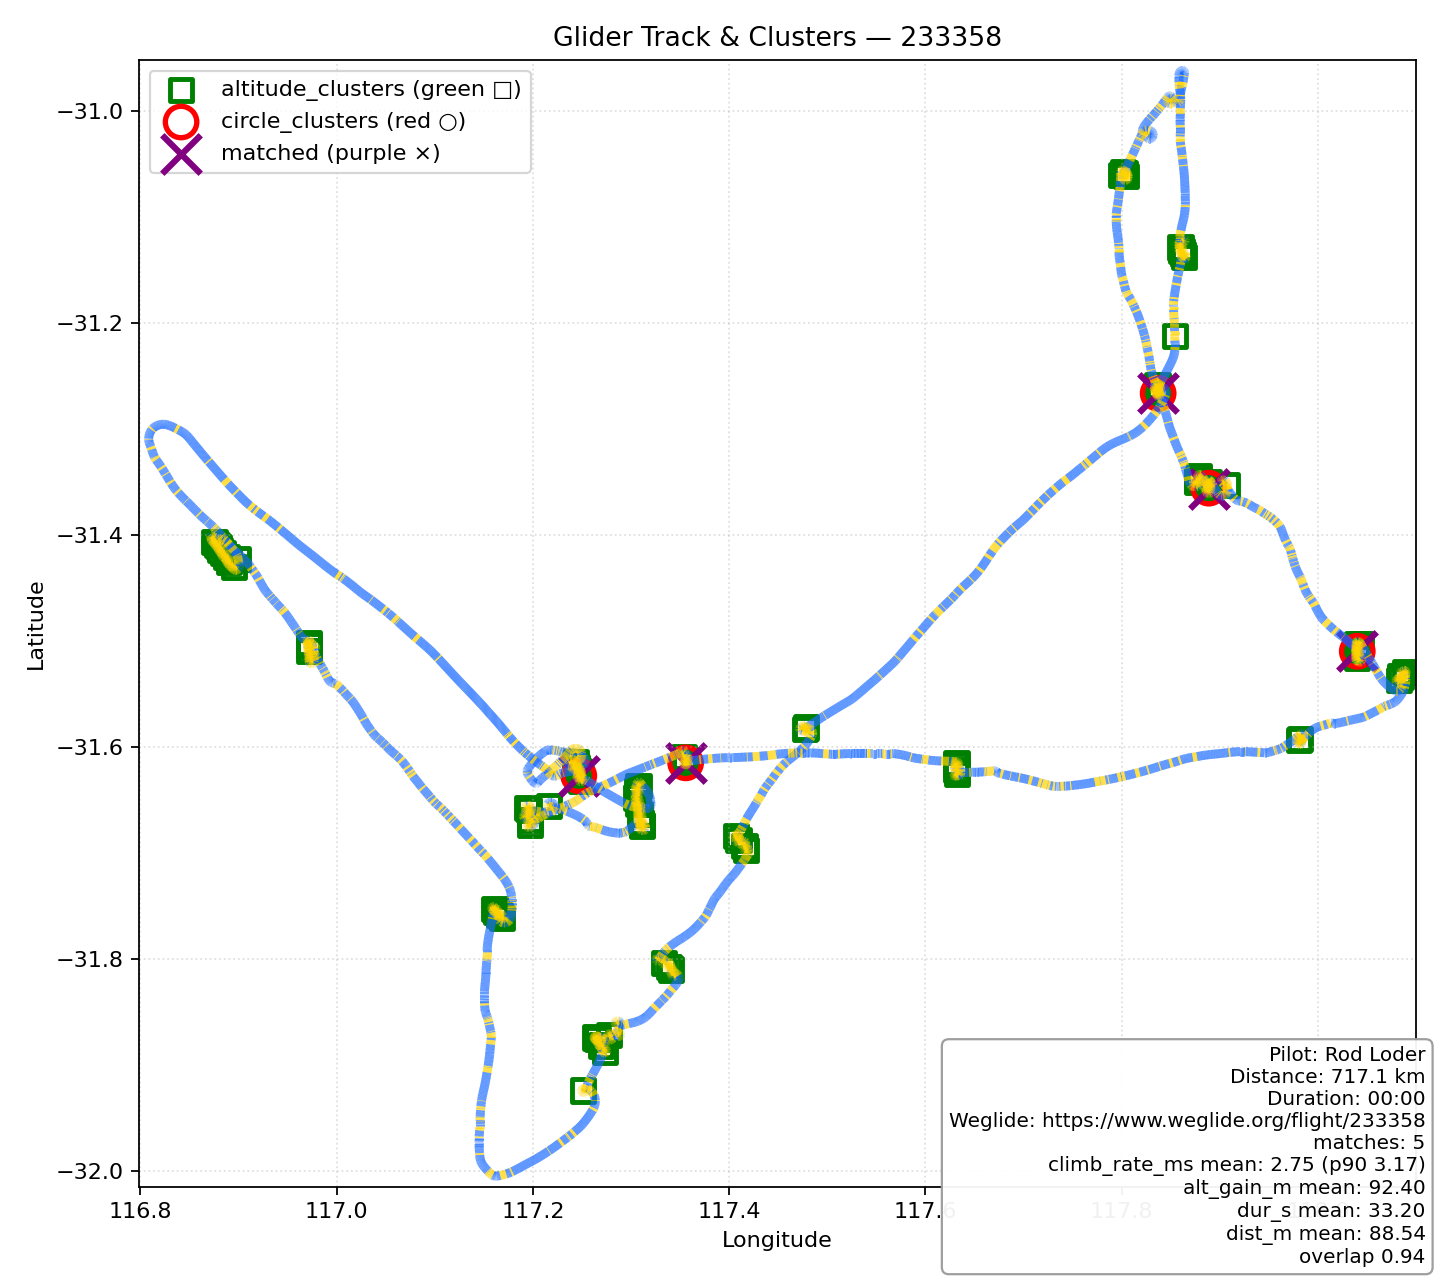 Glider Track & Clusters — 233358
altitude_clusters (green □)
circle_clusters (red ○)
matched (purple ×)
−31.0
−31.2
−31.4
−31.6
−31.8
−32.0
Latitude
116.8
117.0
117.2
117.4
117.6
117.8
Longitude
Pilot: Rod Loder
Distance: 717.1 km
Duration: 00:00
Weglide: https://www.weglide.org/flight/233358
matches: 5
climb_rate_ms mean: 2.75 (p90 3.17)
alt_gain_m mean: 92.40
dur_s mean: 33.20
dist_m mean: 88.54
overlap 0.94